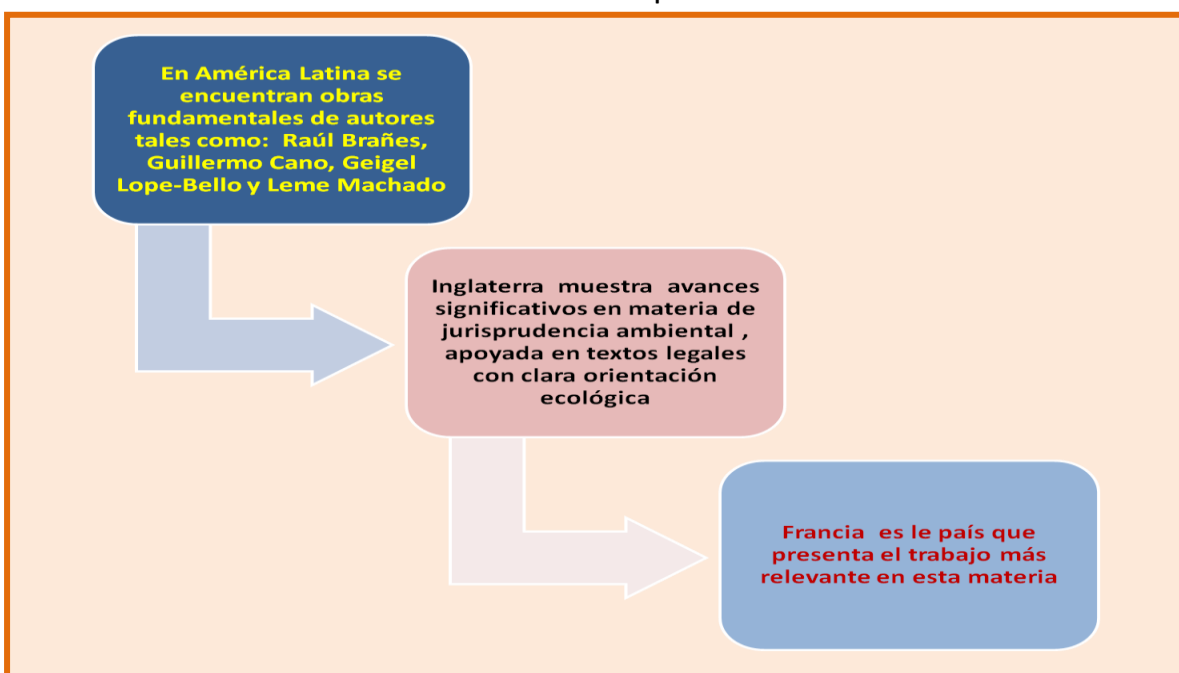 En América Latina se
encuentran obras
fundamentales de autores
tales como: Raúl Brañes,
Guillermo Cano, Geigel
Lope-Bello y Leme Machado
Inglaterra muestra avances
significativos en materia de
jurisprudencia ambiental ,
apoyada en textos legales
con clara orientación
ecológica
Francia es le país que
presenta el trabajo más
relevante en esta materia